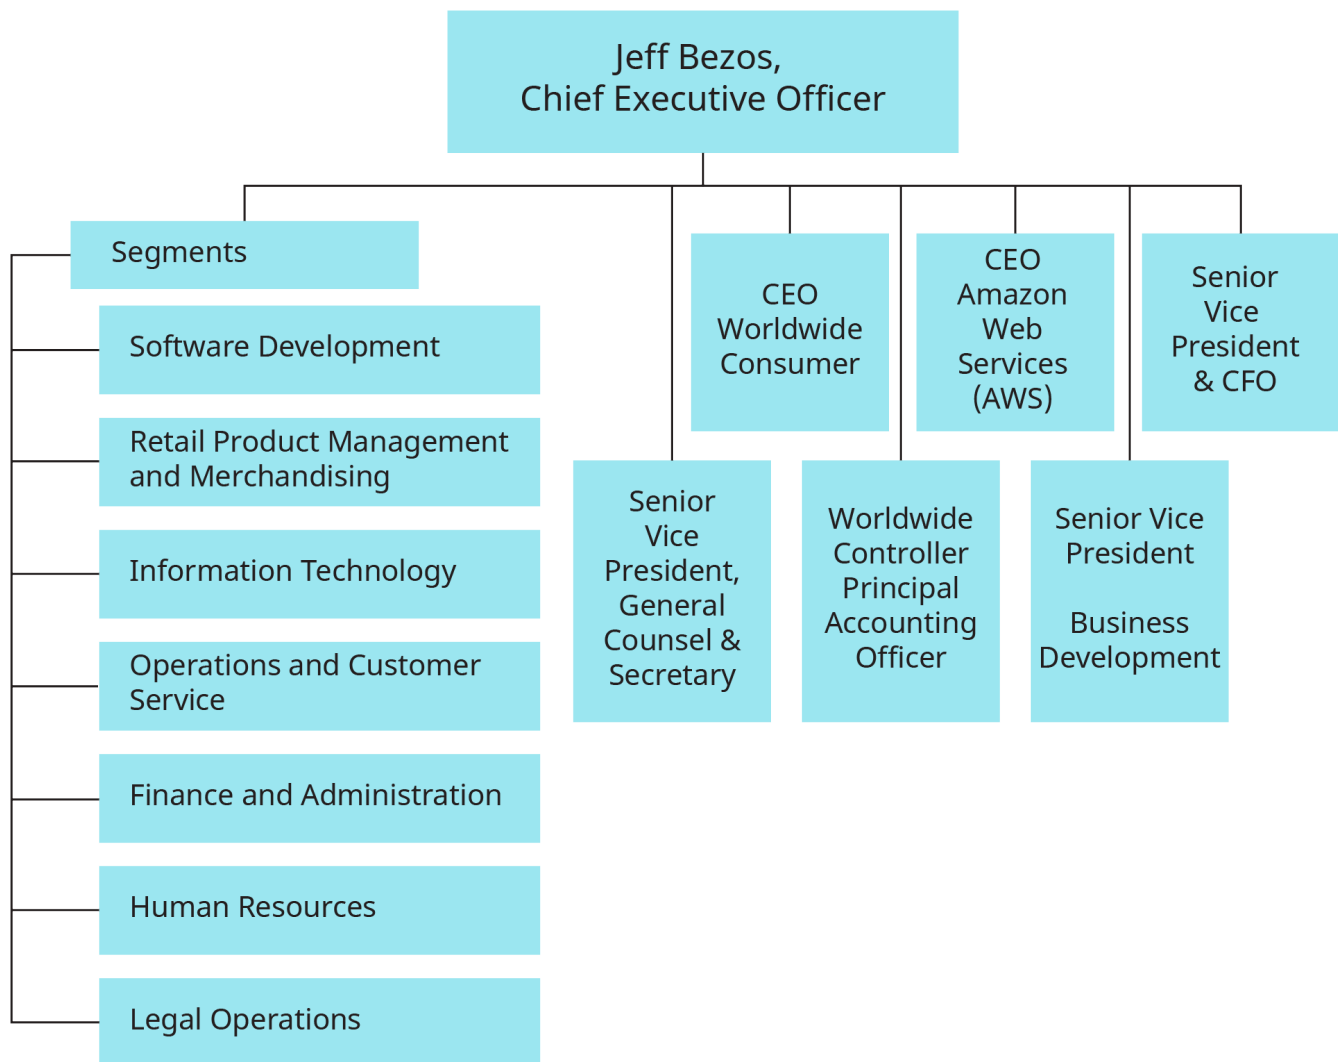 Jeff Bezos,
Chief Executive Officer
Segments
Software Development
Retail Product Management
and Merchandising
Information Technology
Operations and Customer
Service
Finance and Administration
Human Resources
Legal Operations
CEO
Worldwide
Consumer
CEO
Amazon
Web
Services
(AWS)
Senior
Vice
President
& CFO
Senior
Vice
President,
General
Counsel &
Secretary
Worldwide
Controller
Principal
Accounting
Officer
Senior Vice
President
Business
Development